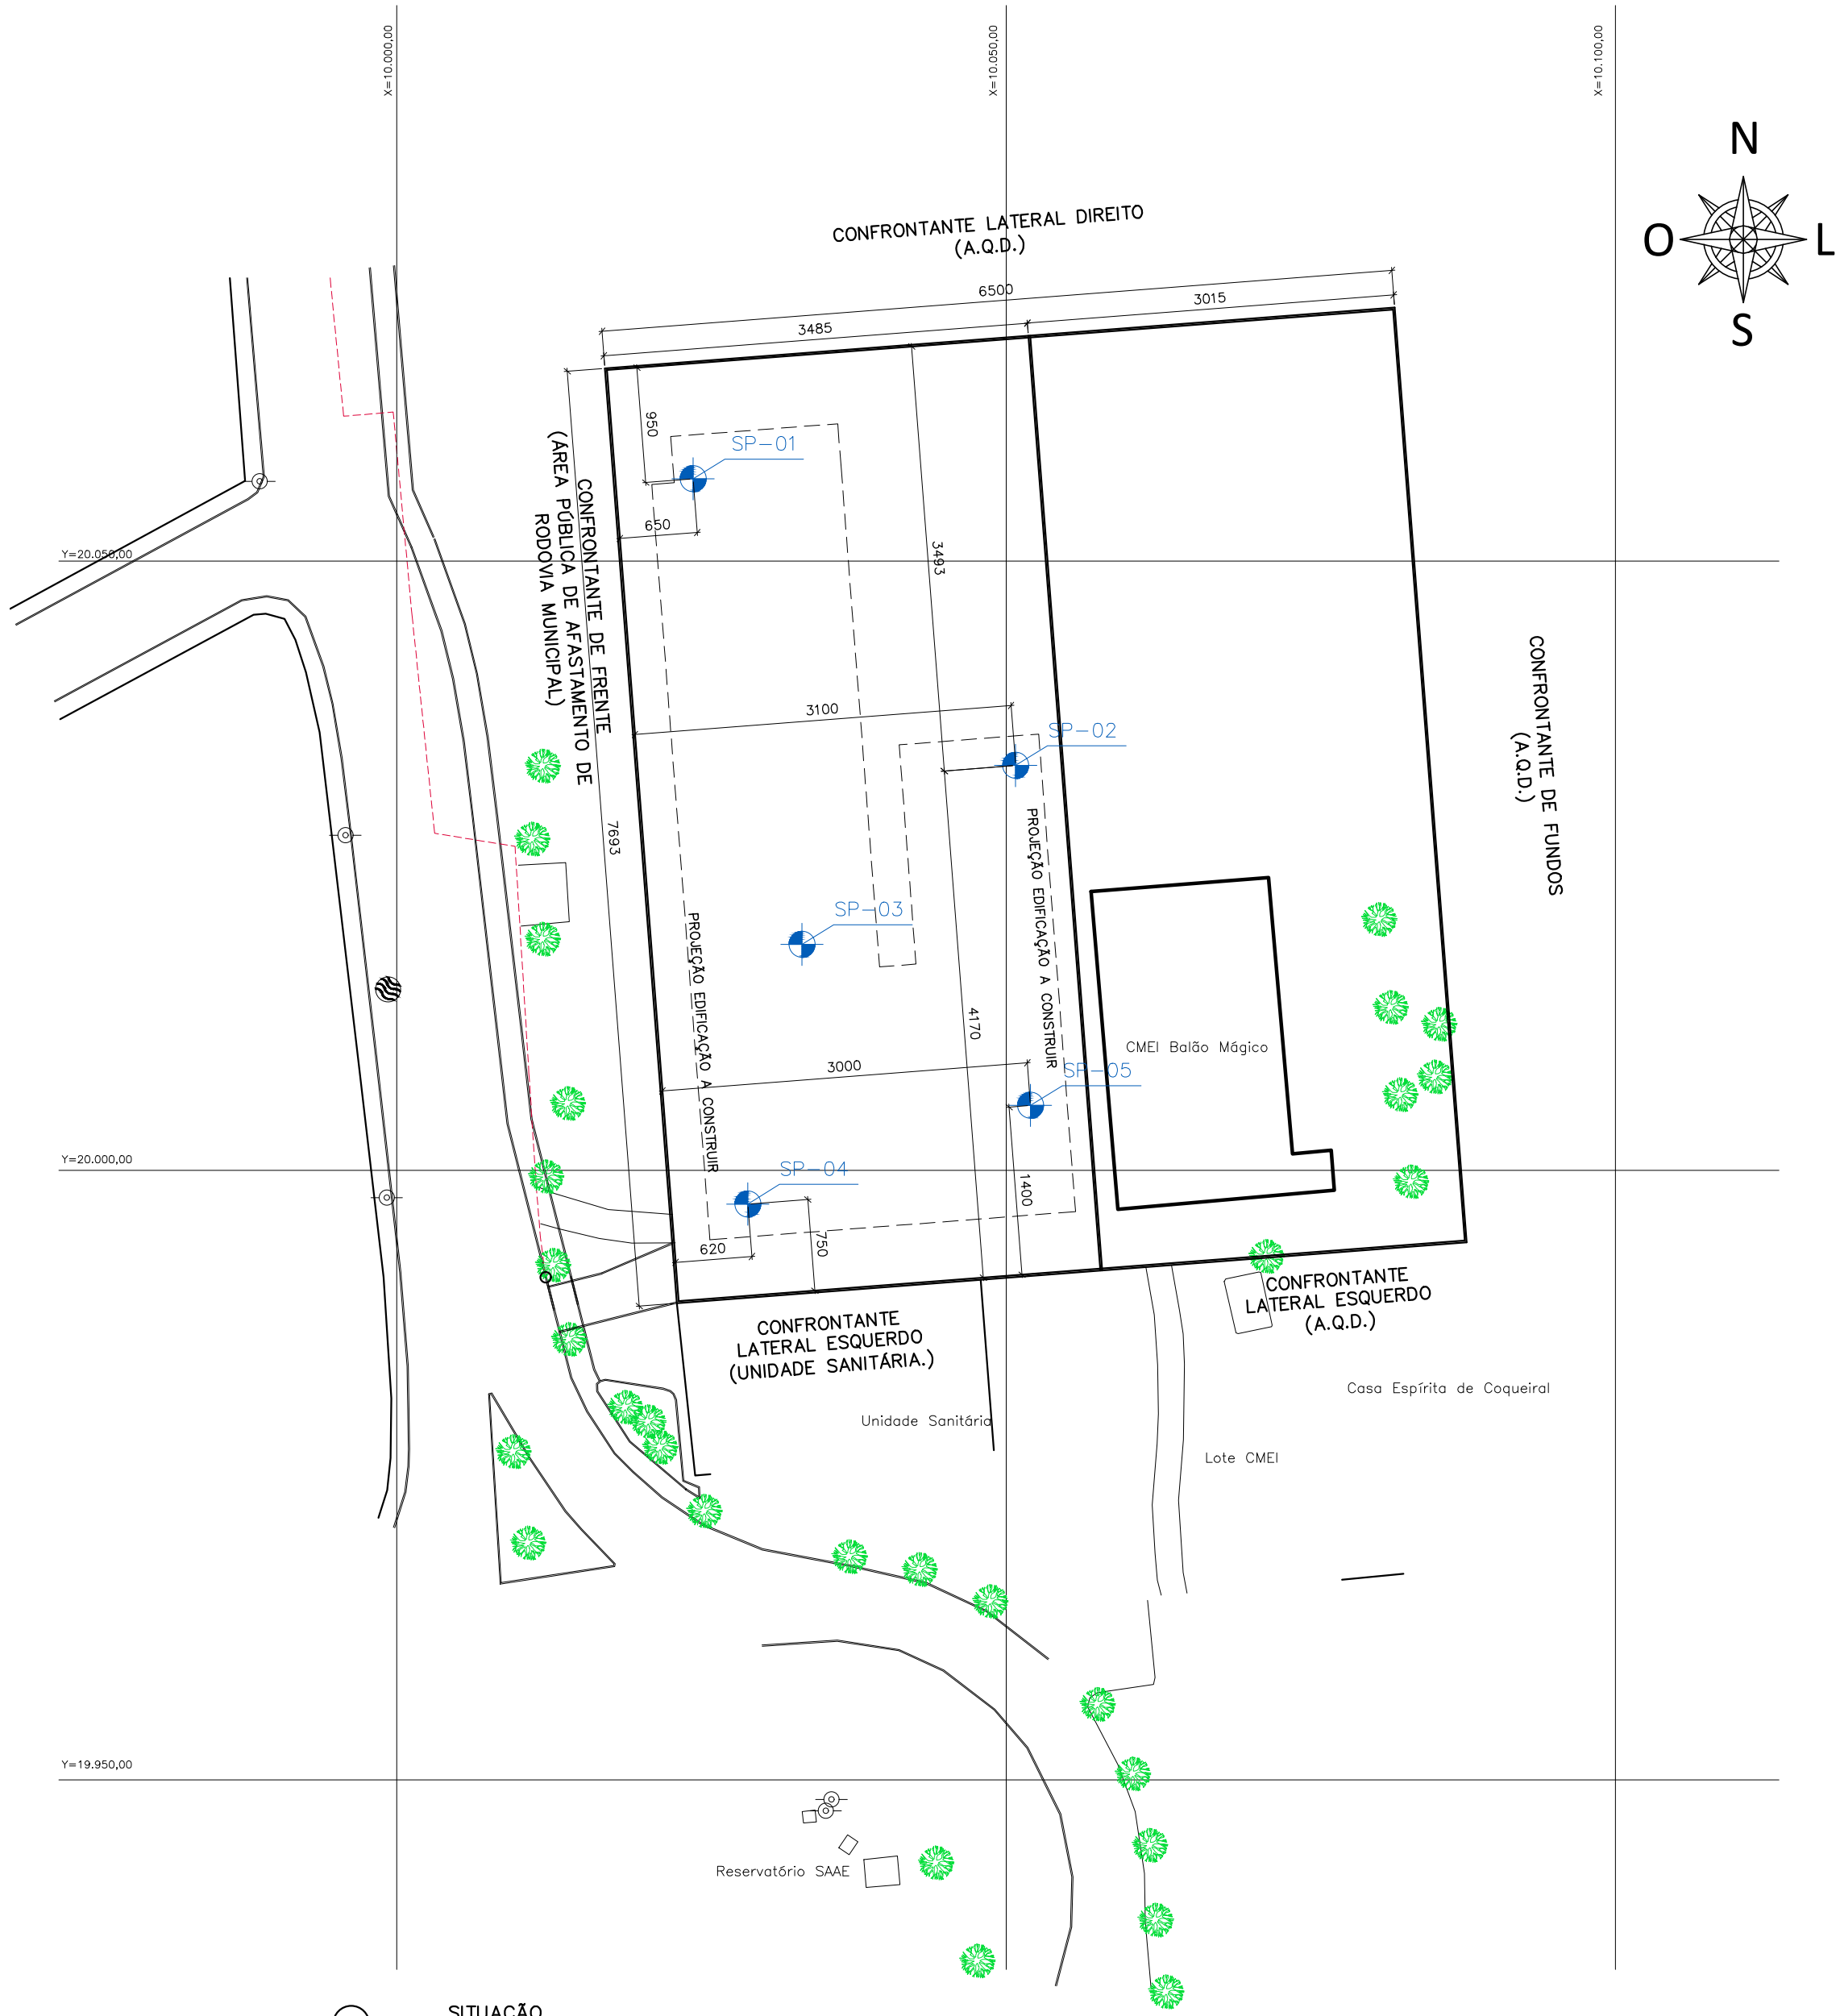 X=10.000,00
X=10.050,00
X=10.100,00
N
O
L
S
CONFRONTANTE LATERAL DIREITO
(A.Q.D.)
6500
3485
3015
950
SP-01
650
CONFRONTANTE DE FRENTE
(ÁREA PÚBLICA DE AFASTAMENTO DE
RODOVIA MUNICIPAL)
Y=20.050,00
3493
CONFRONTANTE DE FUNDOS
(A.Q.D.)
3100
SP-02
7693
PROJEÇÃO EDIFICAÇÃO A CONSTRUIR
SP-03
PROJEÇÃO EDIFICAÇÃO A CONSTRUIR
4170
CMEI Balão Mágico
3000
SP-05
Y=20.000,00
SP-04
1400
620
750
CONFRONTANTE
LATERAL ESQUERDO
(A.Q.D.)
CONFRONTANTE
LATERAL ESQUERDO
(UNIDADE SANITÁRIA.)
Casa Espírita de Coqueiral
Unidade Sanitária
Lote CMEI
Y=19.950,00
Reservatório SAAE
SITUAÇÃO